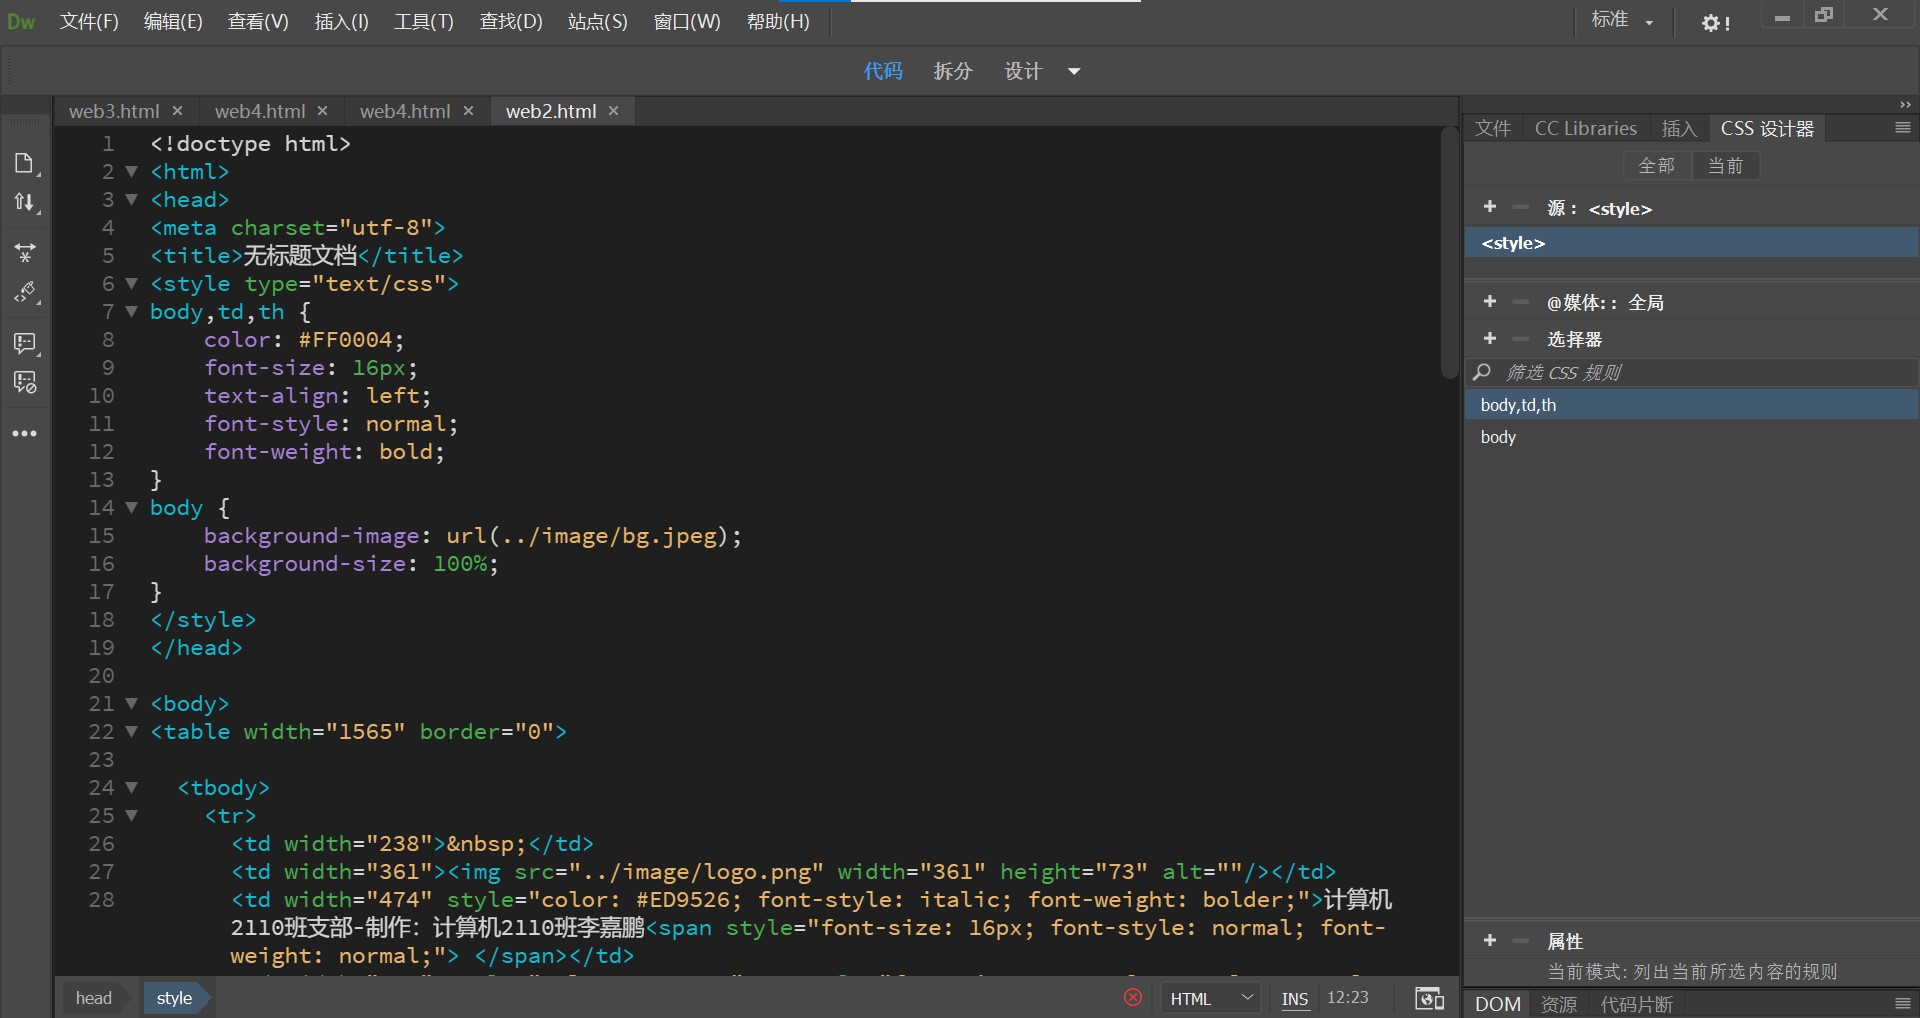 Dw 文件(F) 编辑(E) 查看(V) 插入(I) 工具(T) 查找(D) 站点(S) 窗口(W) 帮助(H) 标准
代码 拆分 设计
web3.html web4.html web4.html web2.html
1 <!doctype html>
2 <html>
3 <head>
4 <meta charset="utf-8">
5 <title>无标题文档</title>
6 <style type="text/css">
7 body,td,th {
8 color: #FF0004;
9 font-size: 16px;
10 text-align: left;
11 font-style: normal;
12 font-weight: bold;
13 }
14 body {
15 background-image: url(../image/bg.jpeg);
16 background-size: 100%;
17 }
18 </style>
19 </head>
20
21 <body>
22 <table width="1565" border="0">
23
24 <tbody>
25 <tr>
26 <td width="238">&nbsp;</td>
27 <td width="361"><img src="../image/logo.png" width="361" height="73" alt=""/></td>
28 <td width="474" style="color: #ED9526; font-style: italic; font-weight: bolder;">计算机
2110班支部-制作：计算机2110班李嘉鹏<span style="font-size: 16px; font-style: normal; font-
weight: normal;"> </span></td>
head style HTML INS 12:23
文件 CC Libraries 插入 CSS 设计器
全部 当前
源： <style>
<style>
@媒体:： 全局
选择器
筛选 CSS 规则
body,td,th
body
属性
当前模式: 列出当前所选内容的规则
DOM 资源 代码片断